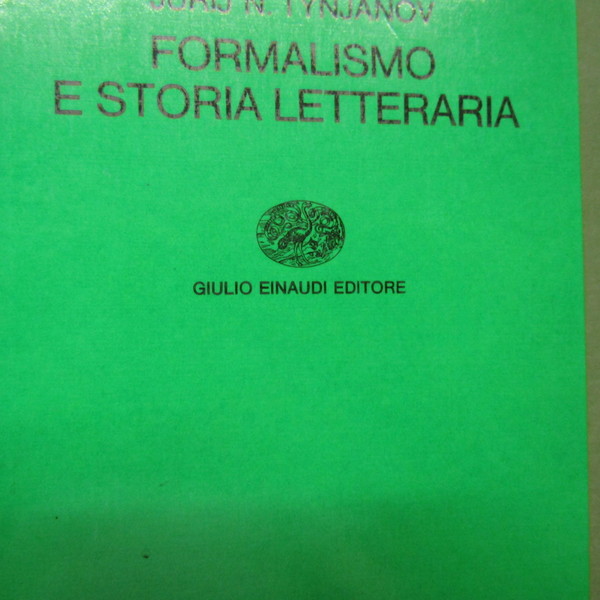 JURIJ N. TYNJANOV
FORMALISMO
E STORIA LETTERARIA
GIULIO EINAUDI EDITORE